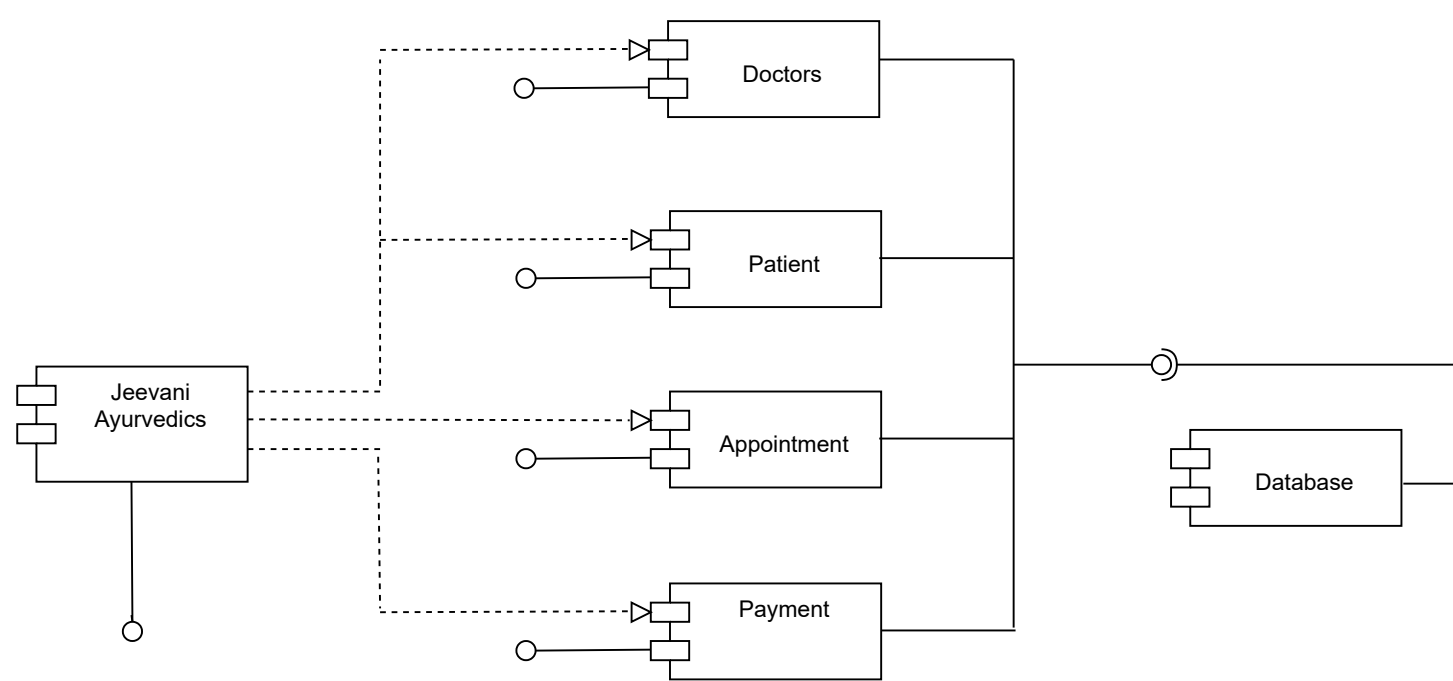 Doctors
Patient
Jeevani
Ayurvedics
Appointment
Database
Payment